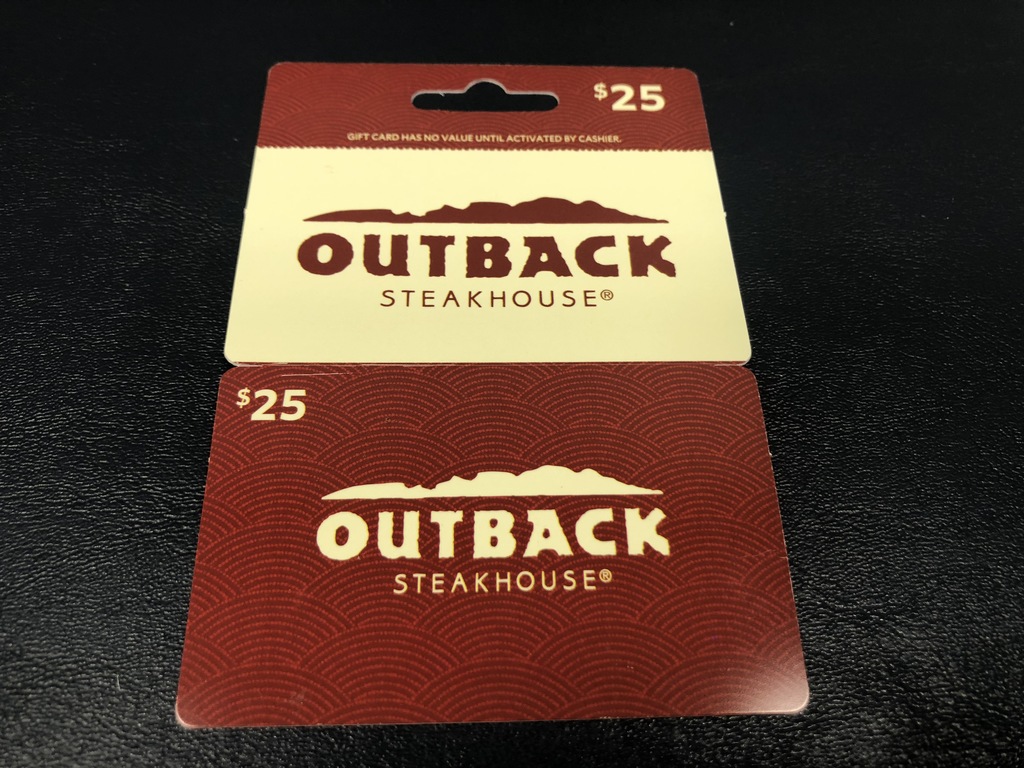 $25
GIFT CARD HAS NO VALUE UNTIL ACTIVATED BY CASHIER.
OUTBACK
STEAKHOUSE®
$25
OUTBACK
STEAKHOUSE®